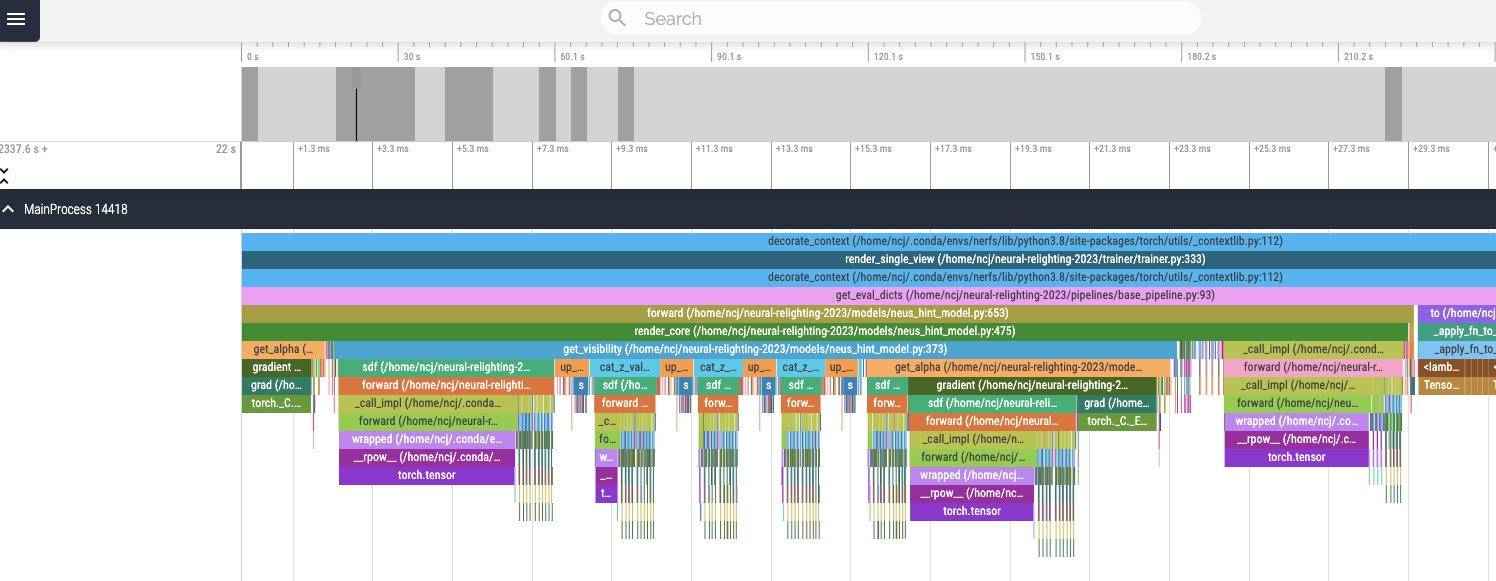 Search
0 s 30 s 60.1 s 90.1 s 120.1 s 150.1 s 180.2 s 210.2 s
2337.6 s + 22 s +1.3 ms +3.3 ms +5.3 ms +7.3 ms +9.3 ms +11.3 ms +13.3 ms +15.3 ms +17.3 ms +19.3 ms +21.3 ms +23.3 ms +25.3 ms +27.3 ms +29.3 ms
MainProcess 14418
decorate_context (/home/ncj/.conda/envs/nerfs/lib/python3.8/site-packages/torch/utils/_contextlib.py:112)
render_single_view (/home/ncj/neural-relighting-2023/trainer/trainer.py:333)
decorate_context (/home/ncj/.conda/envs/nerfs/lib/python3.8/site-packages/torch/utils/_contextlib.py:112)
get_eval_dicts (/home/ncj/neural-relighting-2023/pipelines/base_pipeline.py:93)
forward (/home/ncj/neural-relighting-2023/models/neus_hint_model.py:653) to (/home/ncj
render_core (/home/ncj/neural-relighting-2023/models/neus_hint_model.py:475) _apply_fn_to_
get_alpha (... get_visibility (/home/ncj/neural-relighting-2023/models/neus_hint_model.py:373) _call_impl (/home/ncj/.cond... _apply_fn_to_
gradient ... sdf (/home/ncj/neural-relighting-2... up_... cat_z_val... up_... cat_z_... up_... cat_z_... up_... get_alpha (/home/ncj/neural-relighting-2023/mode... forward (/home/ncj/neural-r... <lamb...
grad (/ho... forward (/home/ncj/neural-relighti... s sdf (/ho... s sdf ... s sdf ... s sdf ... gradient (/home/ncj/neural-relighting-2... _call_impl (/home/ncj/.... Tenso...
torch._C.... _call_impl (/home/ncj/.conda... forward ... forw... forw... forw... sdf (/home/ncj/neural-reli... grad (/home... forward (/home/ncj/neu...
forward (/home/ncj/neural-r... _c... forward (/home/ncj/neural... torch._C._E... wrapped (/home/ncj/.co...
wrapped (/home/ncj/.conda/e... fo... _call_impl (/home/n... __rpow__ (/home/ncj/.c...
__rpow__ (/home/ncj/.conda/... w... forward (/home/ncj/... torch.tensor
torch.tensor _... wrapped (/home/ncj...
t... __rpow__ (/home/nc...
torch.tensor